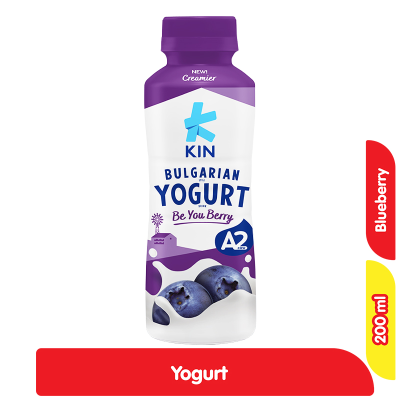 NEW!
Creamier
KIN
BULGARIAN
YOGURT
Be You Berry
A2
Blueberry
200 ml
Yogurt